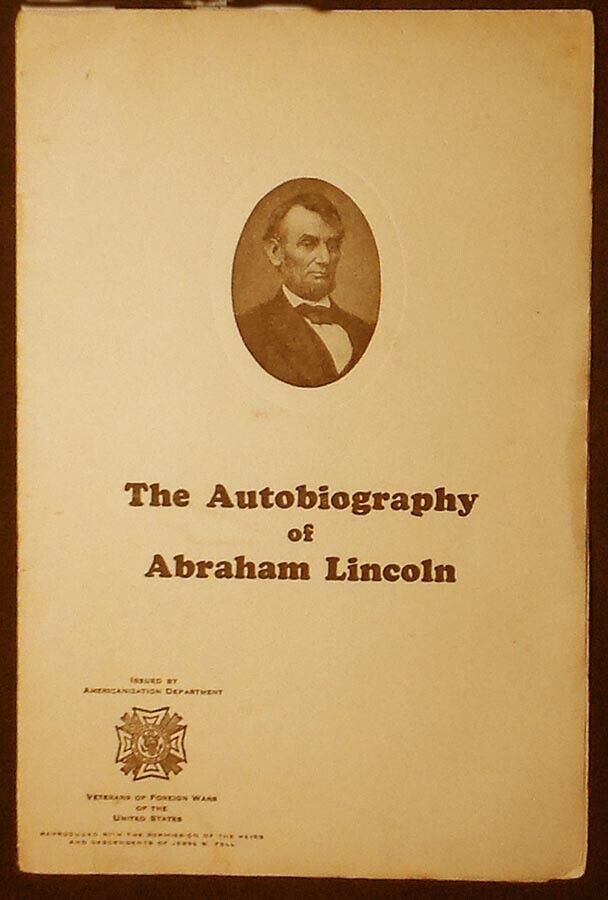 The Autobiography
of
Abraham Lincoln
ISSUED BY
AMERICANIZATION DEPARTMENT
VETERANS OF FOREIGN WARS
OF THE
UNITED STATES
REPRODUCED WITH THE PERMISSION OF THE HEIRS
AND DESCENDENTS OF JESSE W. FELL